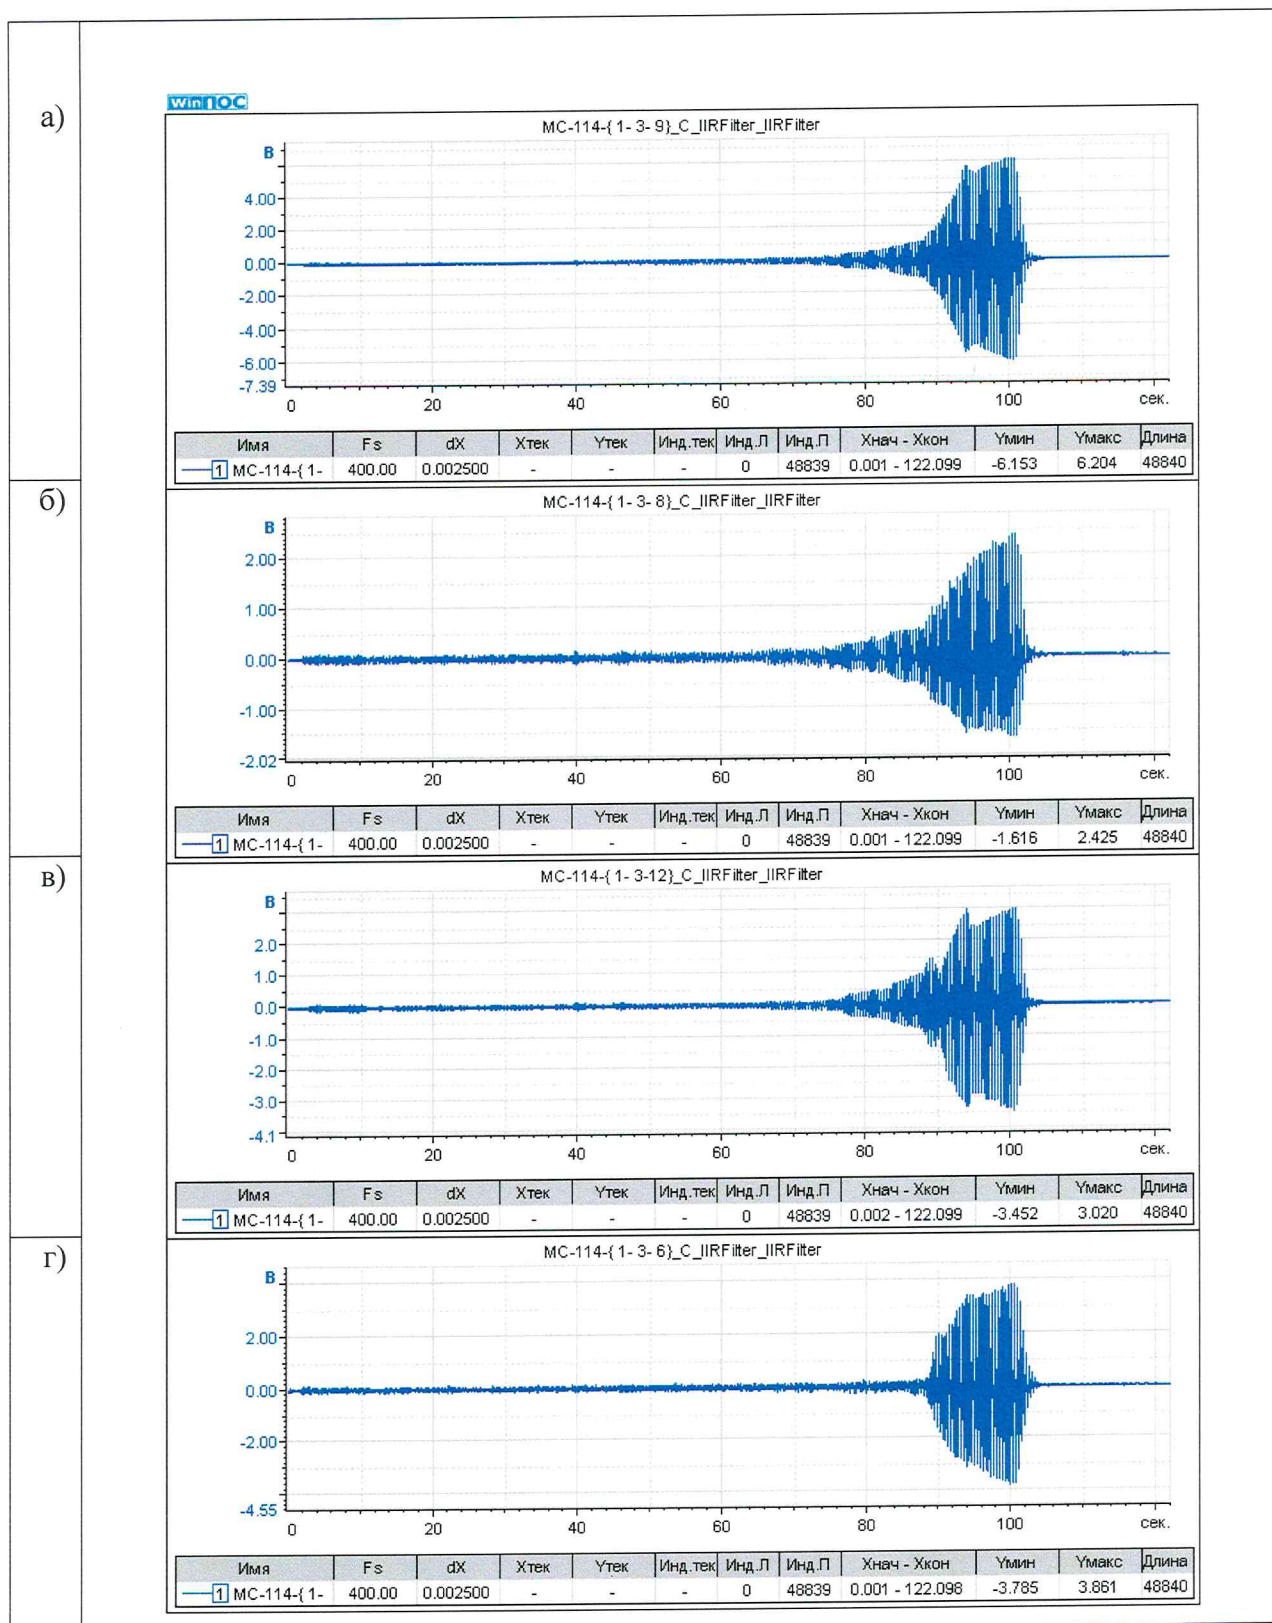 WinПОС
а)
МС-114-{ 1- 3- 9}_C_IIRFilter_IIRFilter
В
4.00
2.00
0.00
-2.00
-4.00
-6.00
-7.39
0 20 40 60 80 100 сек.
Имя Fs dX Xтек Yтек Инд.тек Инд.Л Инд.П Xнач - Xкон Yмин Yмакс Длина
1 МС-114-{ 1- 400.00 0.002500 - - - 0 48839 0.001 - 122.099 -6.153 6.204 48840
б)
МС-114-{ 1- 3- 8}_C_IIRFilter_IIRFilter
В
2.00
1.00
0.00
-1.00
-2.02
0 20 40 60 80 100 сек.
Имя Fs dX Xтек Yтек Инд.тек Инд.Л Инд.П Xнач - Xкон Yмин Yмакс Длина
1 МС-114-{ 1- 400.00 0.002500 - - - 0 48839 0.001 - 122.099 -1.616 2.425 48840
в)
МС-114-{ 1- 3-12}_C_IIRFilter_IIRFilter
В
2.0
1.0
0.0
-1.0
-2.0
-3.0
-4.1
0 20 40 60 80 100 сек.
Имя Fs dX Xтек Yтек Инд.тек Инд.Л Инд.П Xнач - Xкон Yмин Yмакс Длина
1 МС-114-{ 1- 400.00 0.002500 - - - 0 48839 0.002 - 122.099 -3.452 3.020 48840
г)
МС-114-{ 1- 3- 6}_C_IIRFilter_IIRFilter
В
2.00
0.00
-2.00
-4.55
0 20 40 60 80 100 сек.
Имя Fs dX Xтек Yтек Инд.тек Инд.Л Инд.П Xнач - Xкон Yмин Yмакс Длина
1 МС-114-{ 1- 400.00 0.002500 - - - 0 48839 0.001 - 122.098 -3.785 3.861 48840